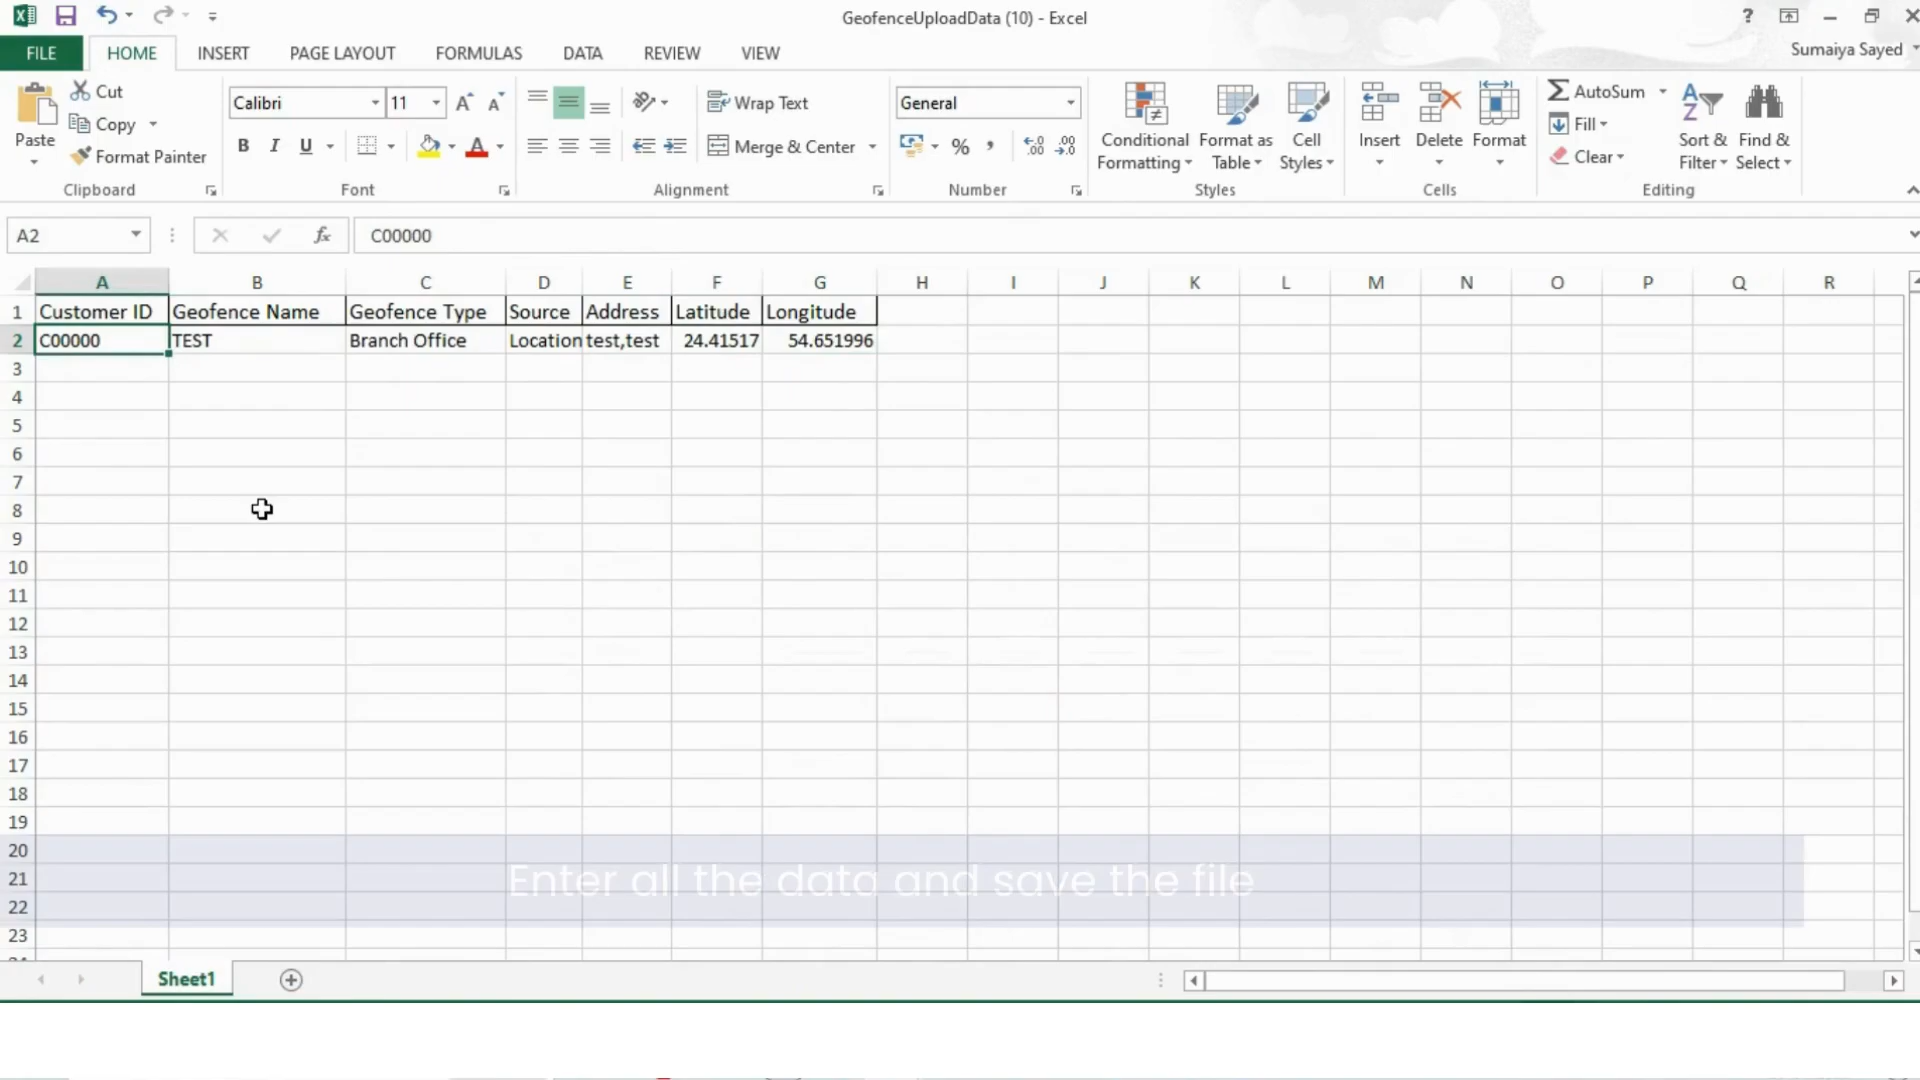 GeofenceUploadData (10) - Excel
?
Sumaiya Sayed
FILE HOME INSERT PAGE LAYOUT FORMULAS DATA REVIEW VIEW
Paste
Cut
Copy
Format Painter
Clipboard
Calibri 11
B I U
Font
Wrap Text
Merge & Center
Alignment
General
%
Number
Conditional Formatting
Format as Table
Cell Styles
Styles
Insert
Delete
Format
Cells
AutoSum
Fill
Clear
Sort & Filter
Find & Select
Editing
A2
fx
C00000
A B C D E F G H I J K L M N O P Q R
1 Customer ID Geofence Name Geofence Type Source Address Latitude Longitude
2 C00000 TEST Branch Office Location test,test 24.41517 54.651996
3
4
5
6
7
8
9
10
11
12
13
14
15
16
17
18
19
20
21
22
23
Enter all the data and save the file
Sheet1